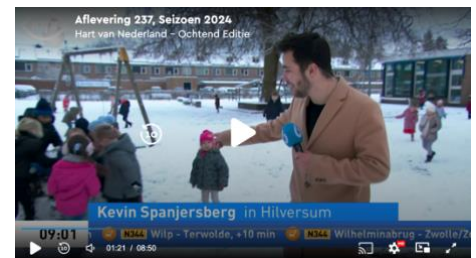 Aflevering 237, Seizoen 2024
Hart van Nederland - Ochtend Editie
10
Kevin Spanjersberg in Hilversum
09:01 N344 Wilp - Terwolde, +10 min N344 Wilhelminabrug - Zwolle/Ze
10 01:21 / 08:50